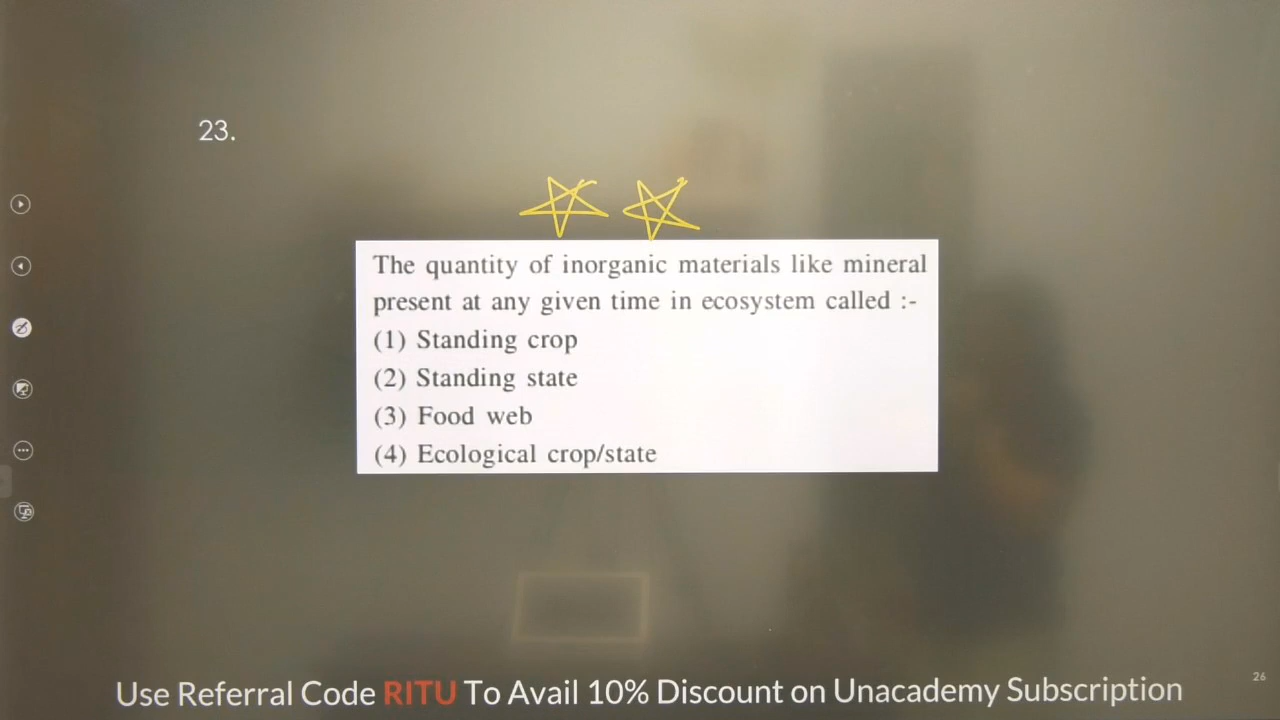 23.
The quantity of inorganic materials like mineral
present at any given time in ecosystem called :-
(1) Standing crop
(2) Standing state
(3) Food web
(4) Ecological crop/state
Use Referral Code RITU To Avail 10% Discount on Unacademy Subscription
26